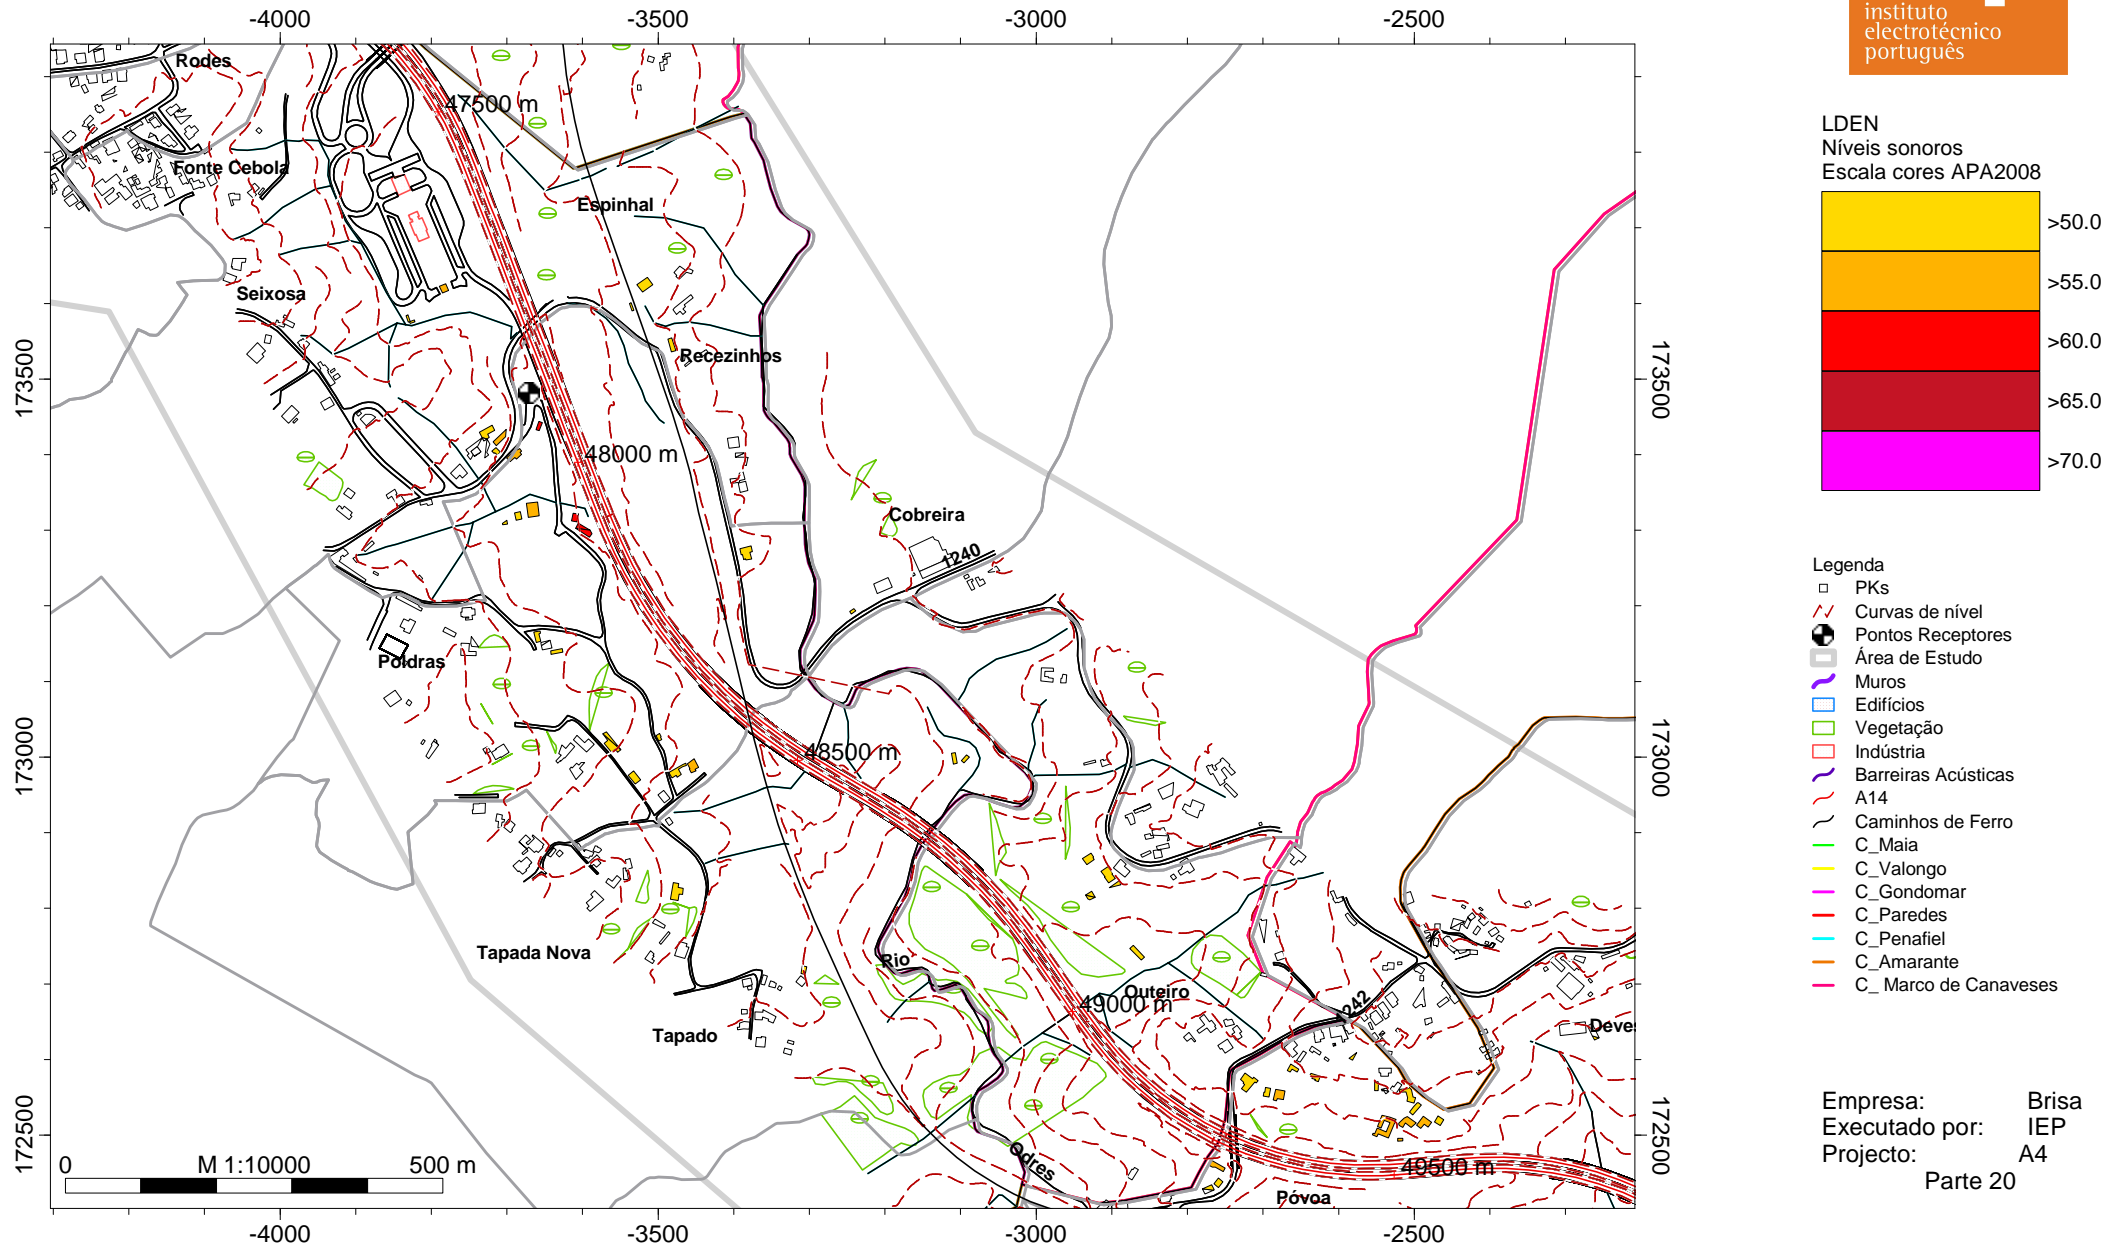 -4000
-3500
-3000
-2500
instituto
electrotécnico
português
Rodes
47500 m
LDEN
Níveis sonoros
Escala cores APA2008
Fonte Cebola
Espinhal
>50.0
>55.0
Seixosa
>60.0
Recezinhos
173500
173500
>65.0
48000 m
>70.0
Cobreira
1240
Legenda
PKs
Curvas de nível
Pontos Receptores
Área de Estudo
Muros
Edifícios
Vegetação
Indústria
Barreiras Acústicas
A14
Caminhos de Ferro
C_Maia
C_Valongo
C_Gondomar
C_Paredes
C_Penafiel
C_Amarante
C_ Marco de Canaveses
Poldras
48500 m
173000
173000
Tapada Nova
Rio
Outeiro
49000 m
242
Tapado
Deves
Empresa: Brisa
Executado por: IEP
Projecto: A4
Parte 20
172500
172500
Odres
49500 m
Póvoa
0 M 1:10000 500 m
-4000
-3500
-3000
-2500